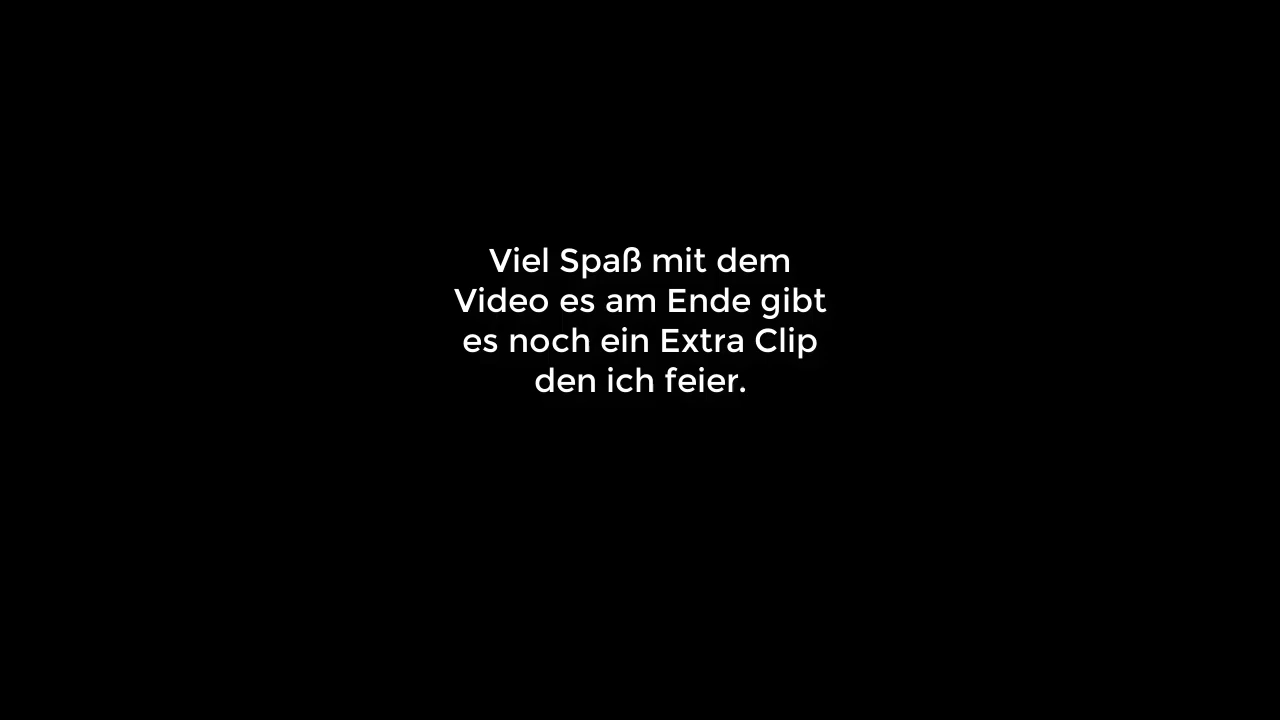 Viel Spaß mit dem
Video es am Ende gibt
es noch ein Extra Clip
den ich feier.